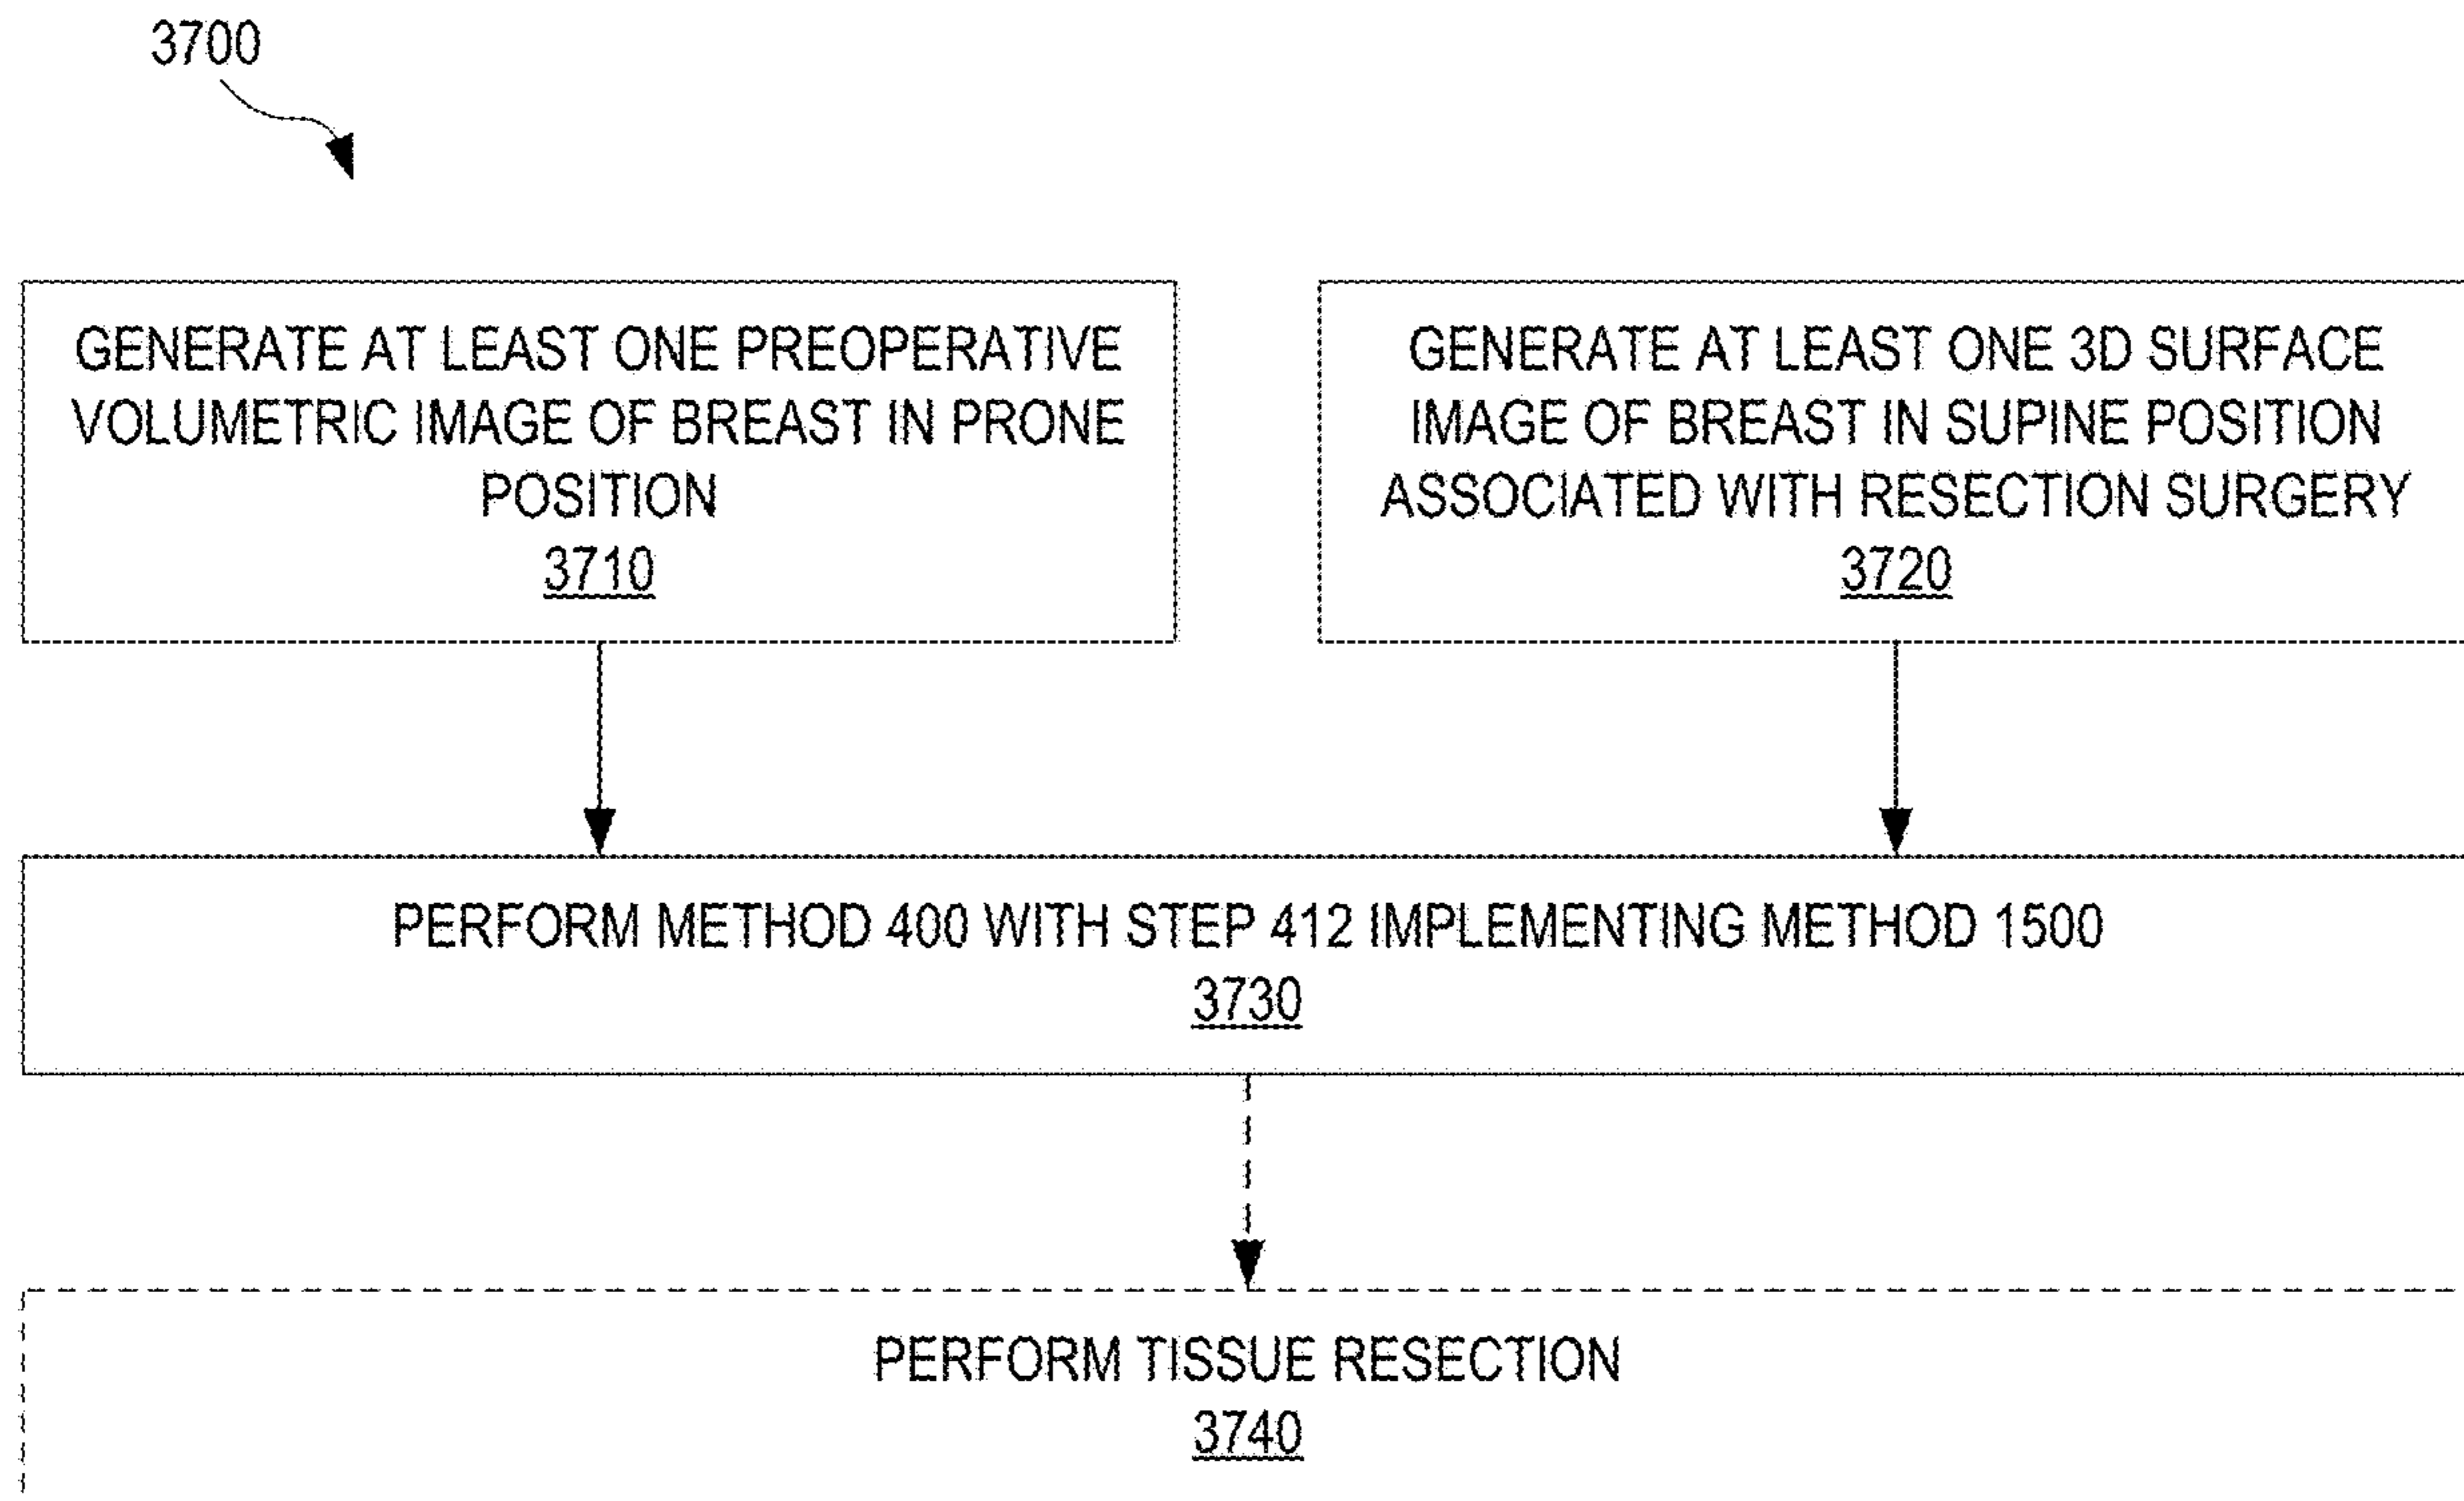 3700
GENERATE AT LEAST ONE PREOPERATIVE
VOLUMETRIC IMAGE OF BREAST IN PRONE
POSITION
3710
GENERATE AT LEAST ONE 3D SURFACE
IMAGE OF BREAST IN SUPINE POSITION
ASSOCIATED WITH RESECTION SURGERY
3720
PERFORM METHOD 400 WITH STEP 412 IMPLEMENTING METHOD 1500
3730
PERFORM TISSUE RESECTION
3740